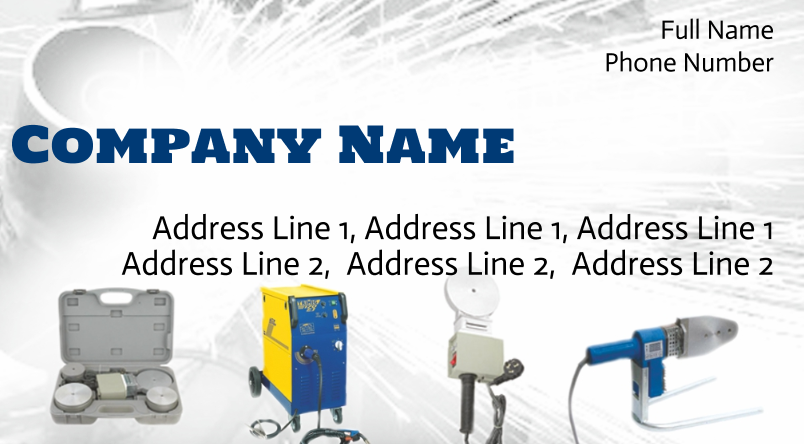 Full Name
Phone Number
Company Name
Address Line 1, Address Line 1, Address Line 1
Address Line 2, Address Line 2, Address Line 2